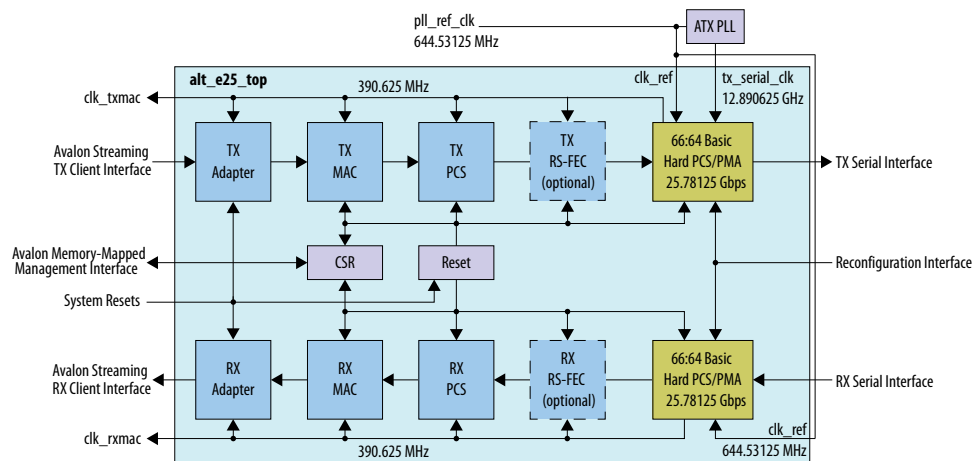 pll_ref_clk
644.53125 MHz
ATX PLL
alt_e25_top
clk_ref
tx_serial_clk
12.890625 GHz
clk_txmac
390.625 MHz
Avalon Streaming
TX Client Interface
TX
Adapter
TX
MAC
TX
PCS
TX
RS-FEC
(optional)
66:64 Basic
Hard PCS/PMA
25.78125 Gbps
TX Serial Interface
Avalon Memory-Mapped
Management Interface
CSR
Reset
Reconfiguration Interface
System Resets
Avalon Streaming
RX Client Interface
RX
Adapter
RX
MAC
RX
PCS
RX
RS-FEC
(optional)
66:64 Basic
Hard PCS/PMA
25.78125 Gbps
RX Serial Interface
clk_rxmac
390.625 MHz
clk_ref
644.53125 MHz